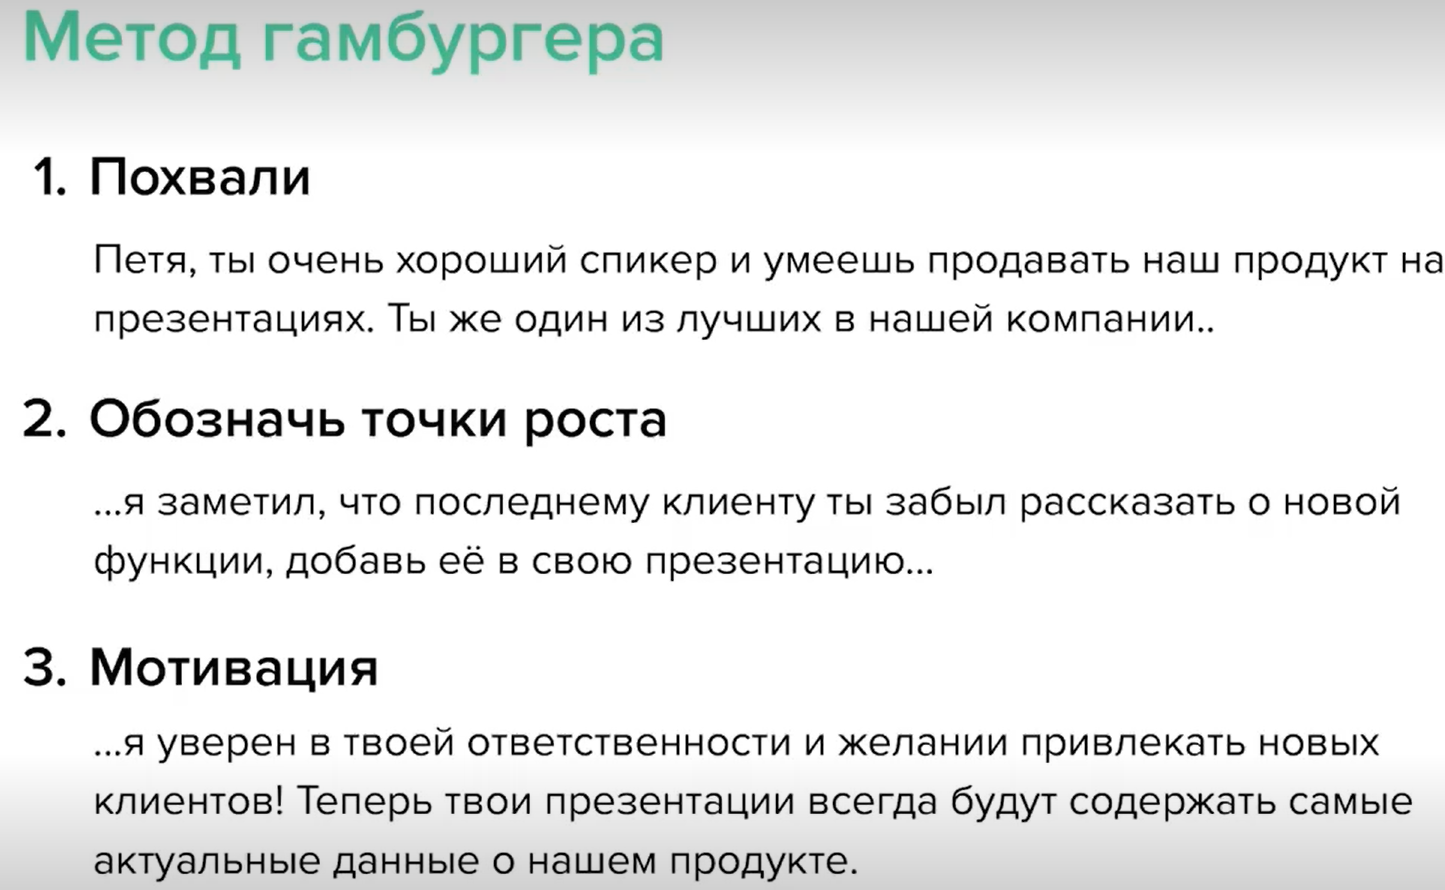 Метод гамбургера
1. Похвали
Петя, ты очень хороший спикер и умеешь продавать наш продукт на
презентациях. Ты же один из лучших в нашей компании..
2. Обозначь точки роста
...я заметил, что последнему клиенту ты забыл рассказать о новой
функции, добавь её в свою презентацию...
3. Мотивация
...я уверен в твоей ответственности и желании привлекать новых
клиентов! Теперь твои презентации всегда будут содержать самые
актуальные данные о нашем продукте.